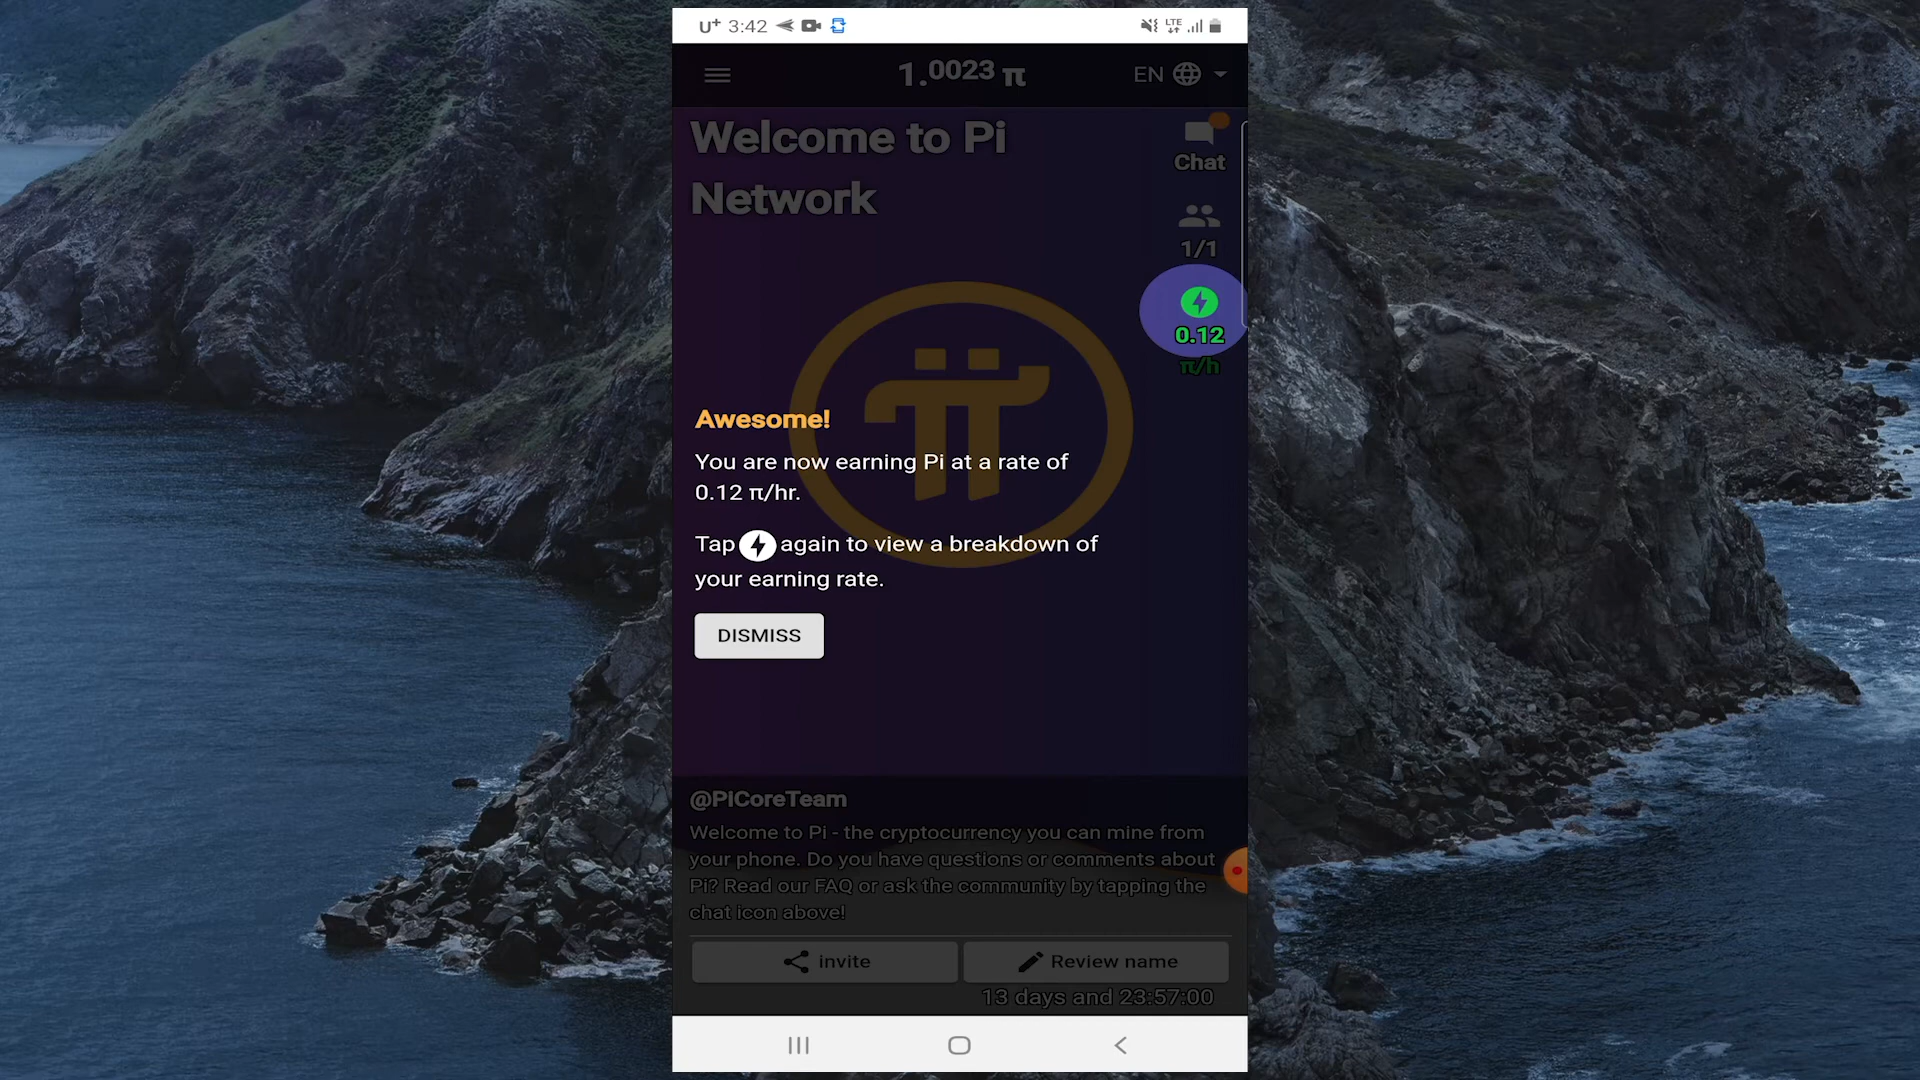 U+ 3:42 LTE
1.0023 π EN
Welcome to Pi
Network
Chat
1/1
0.12
π/h
Awesome!
You are now earning Pi at a rate of
0.12 π/hr.
Tap again to view a breakdown of
your earning rate.
DISMISS
@PiCoreTeam
Welcome to Pi - the cryptocurrency you can mine from
your phone. Do you have questions or comments about
Pi? Read our FAQ or ask the community by tapping the
chat icon above!
invite Review name
13 days and 23:57:00